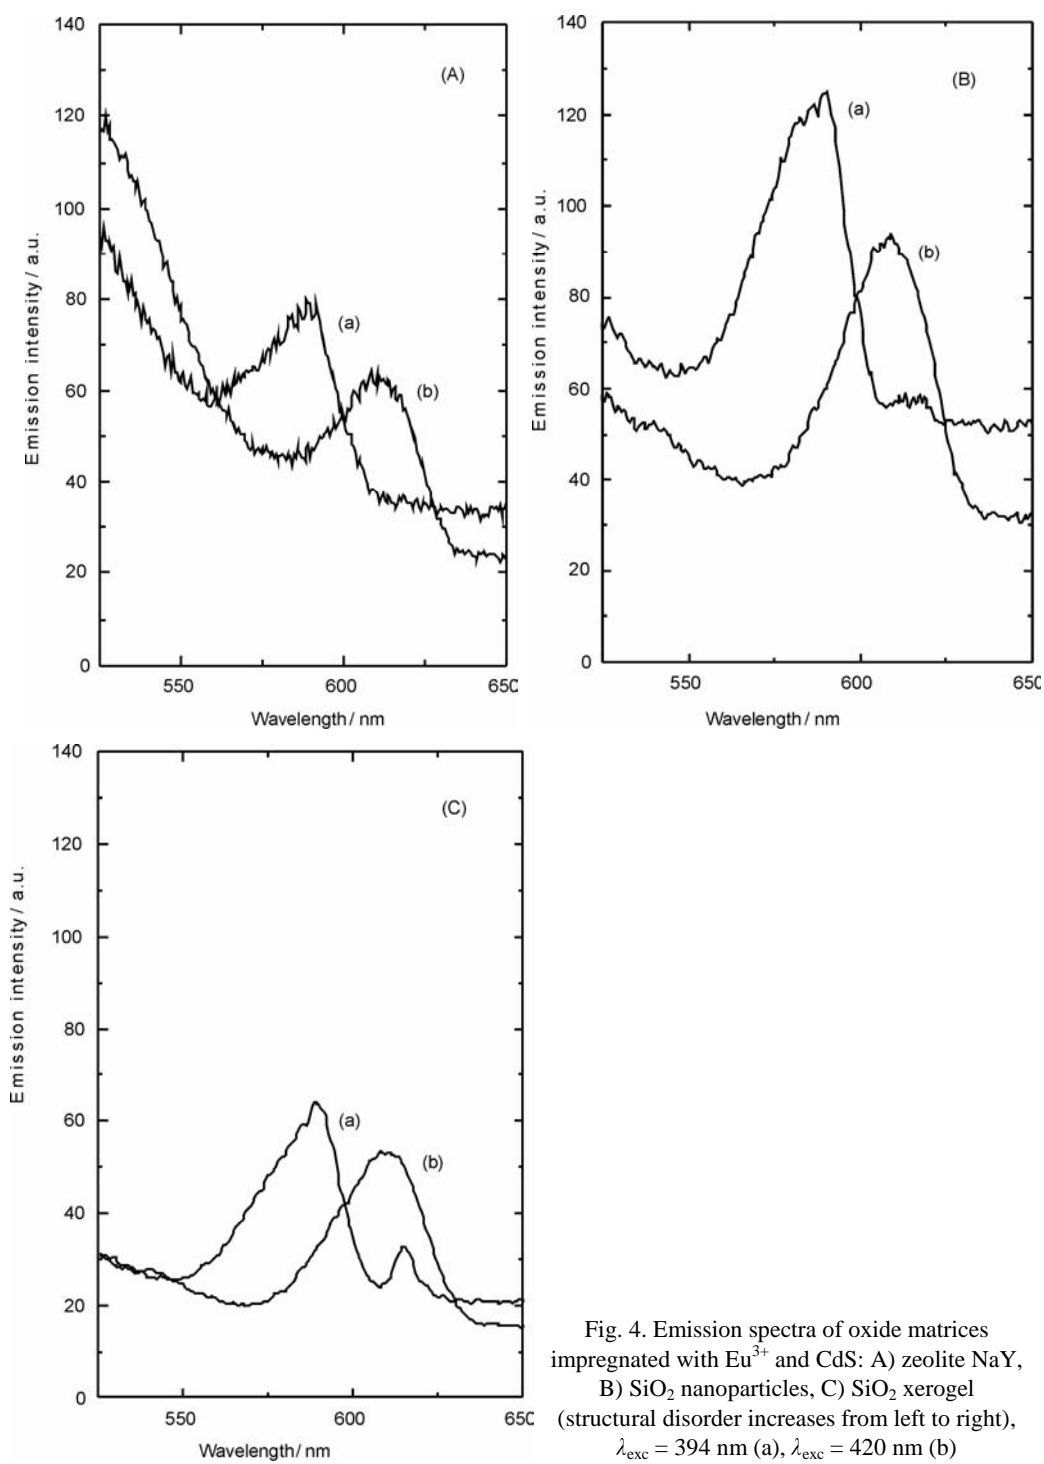 140
120
100
80
60
40
20
0
Emission intensity / a.u.
(A)
(a)
(b)
550
600
650
Wavelength / nm
140
120
100
80
60
40
20
0
Emission intensity / a.u.
(B)
(a)
(b)
550
600
650
Wavelength / nm
140
120
100
80
60
40
20
0
Emission intensity / a.u.
(C)
(a)
(b)
550
600
650
Wavelength / nm
Fig. 4. Emission spectra of oxide matrices
impregnated with Eu³⁺ and CdS: A) zeolite NaY,
B) SiO₂ nanoparticles, C) SiO₂ xerogel
(structural disorder increases from left to right),
λexc = 394 nm (a), λexc = 420 nm (b)